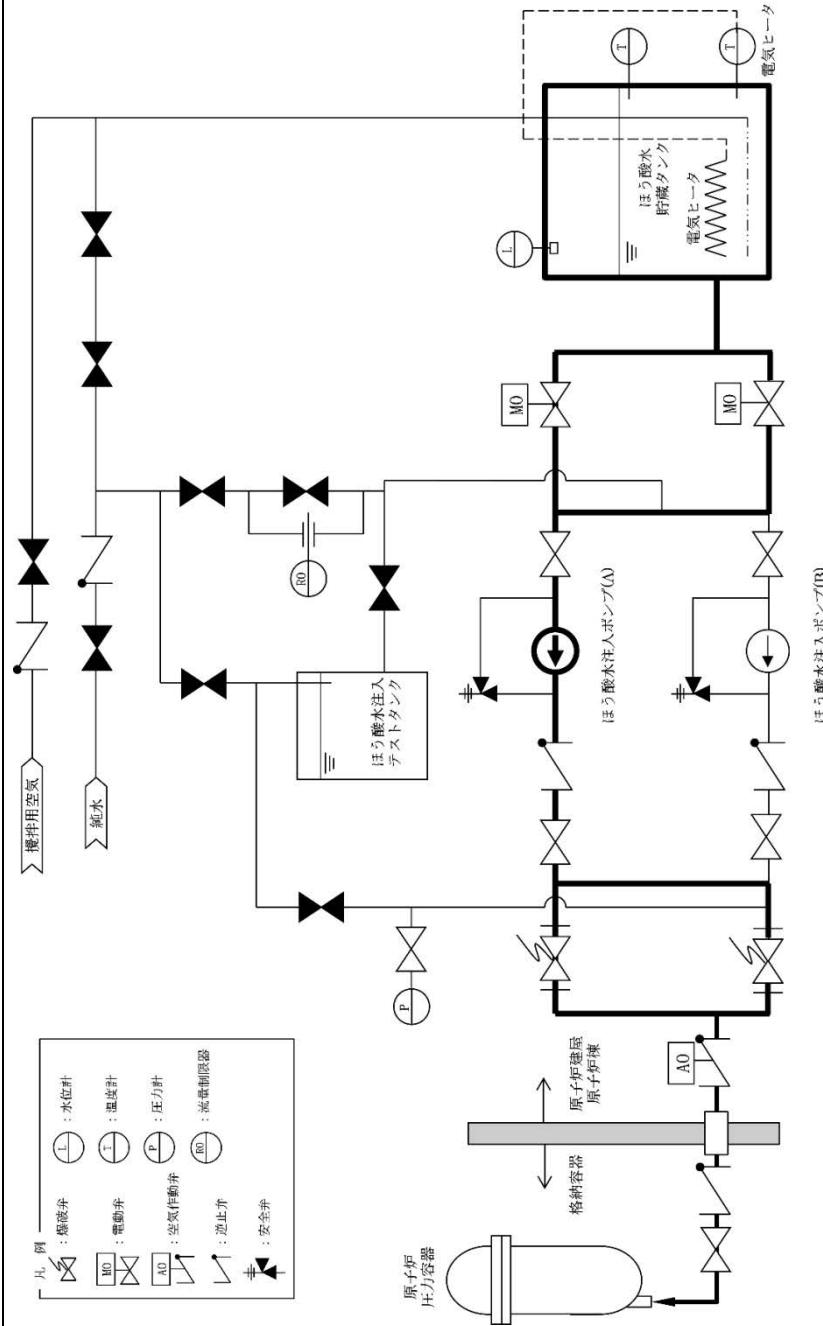 凡 例
：爆破弁
MO
：電動弁
AO
：空気作動弁
：逆止弁
：安全弁
L
：水位計
T
：温度計
P
：圧力計
RO
：流量制限器
攪拌用空気
純水
RO
ほう酸水注入
テストタンク
P
L
T
T
ほう酸水
貯蔵タンク
電気ヒータ
電気ヒータ
MO
MO
ほう酸水注入ポンプ(A)
ほう酸水注入ポンプ(B)
AO
原子炉建屋
原子炉棟
格納容器
原子炉
圧力容器